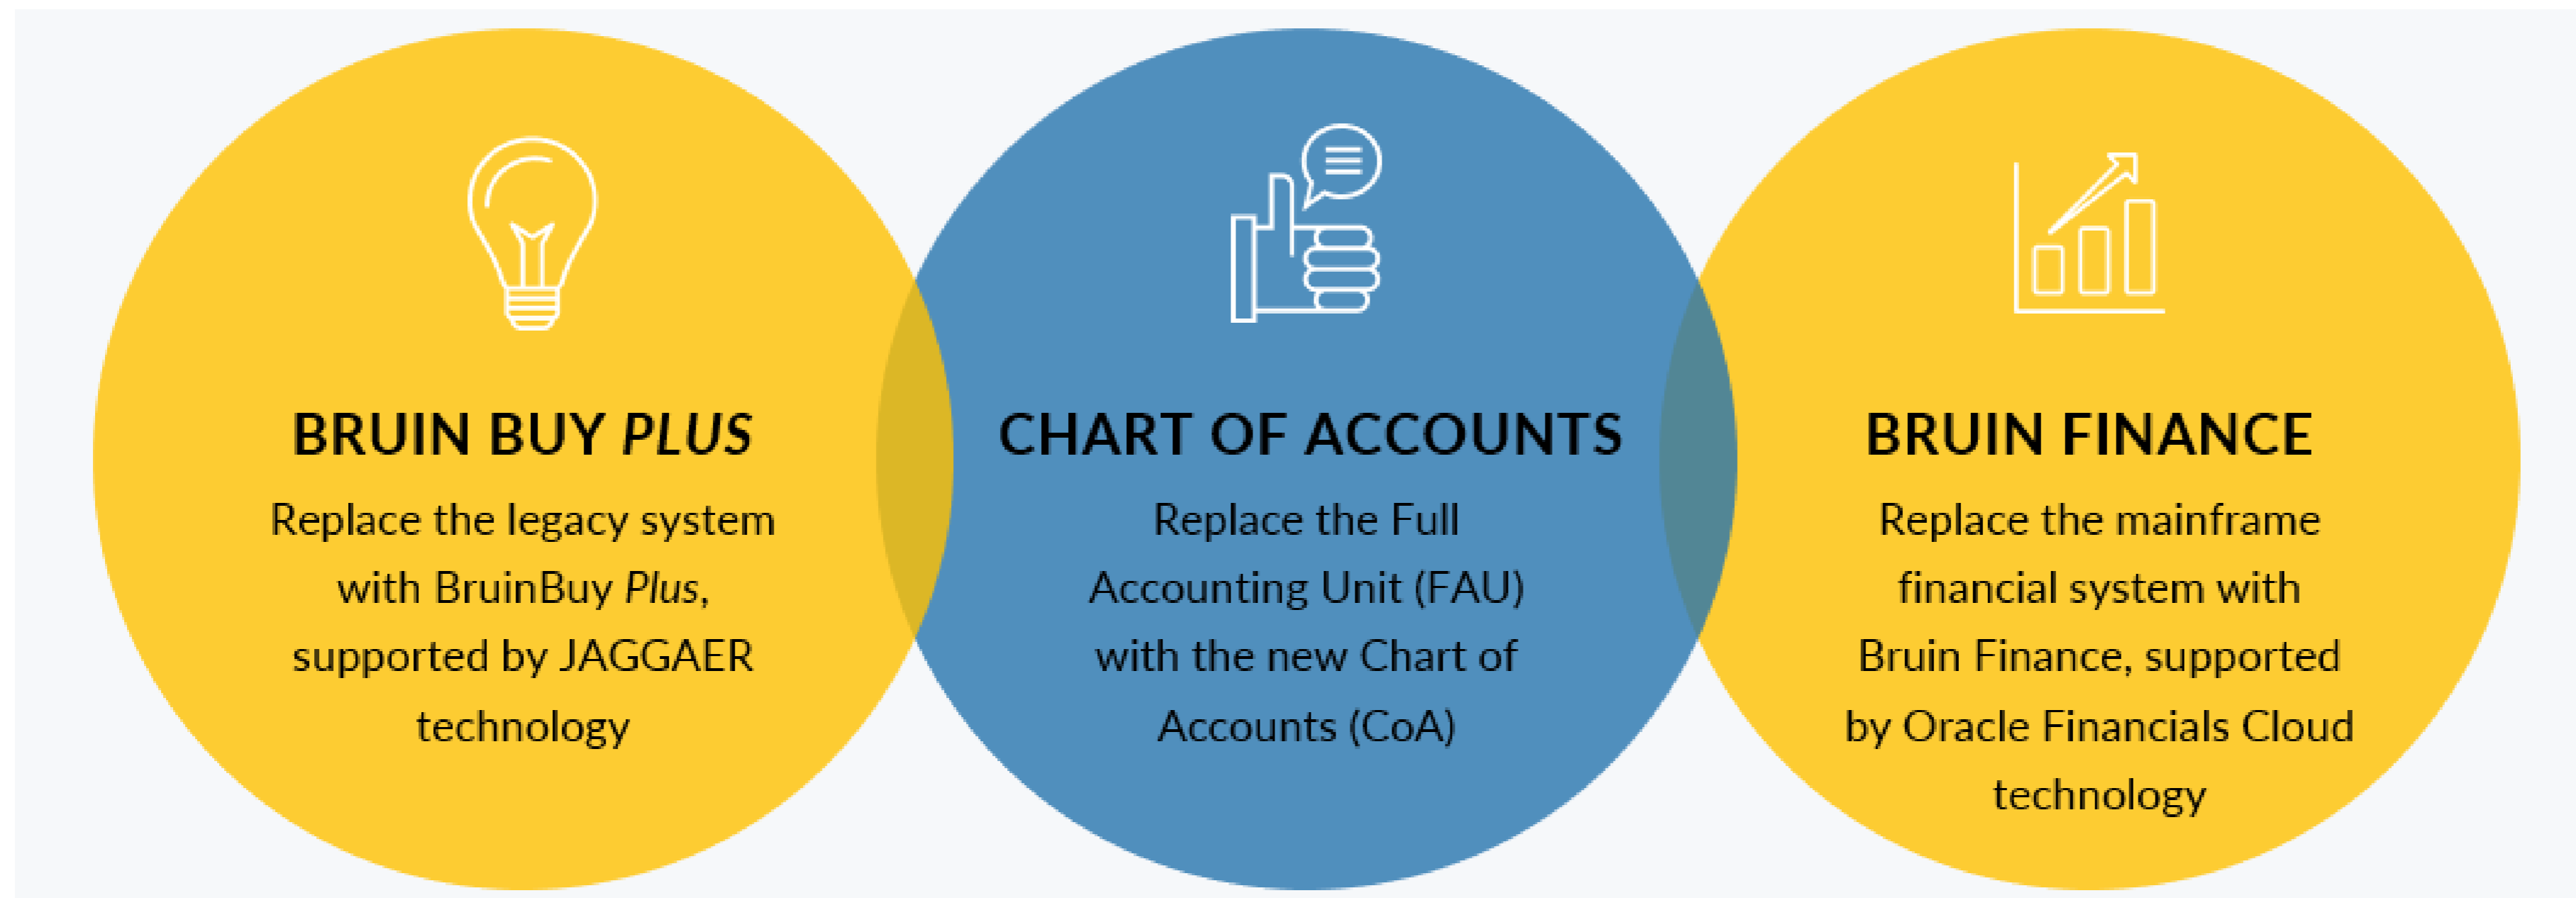 BRUIN BUY PLUS
Replace the legacy system
with BruinBuy Plus,
supported by JAGGAER
technology
CHART OF ACCOUNTS
Replace the Full
Accounting Unit (FAU)
with the new Chart of
Accounts (CoA)
BRUIN FINANCE
Replace the mainframe
financial system with
Bruin Finance, supported
by Oracle Financials Cloud
technology